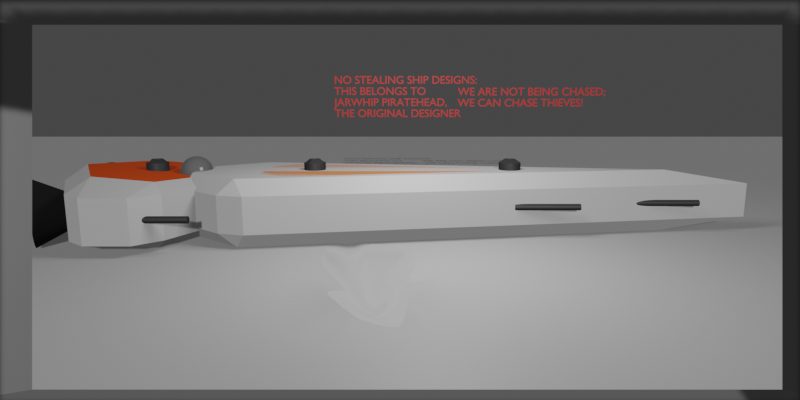 NO STEALING SHIP DESIGNS;
THIS BELONGS TO
JARWHIP PIRATEHEAD,
THE ORIGINAL DESIGNER
WE ARE NOT BEING CHASED;
WE CAN CHASE THIEVES!